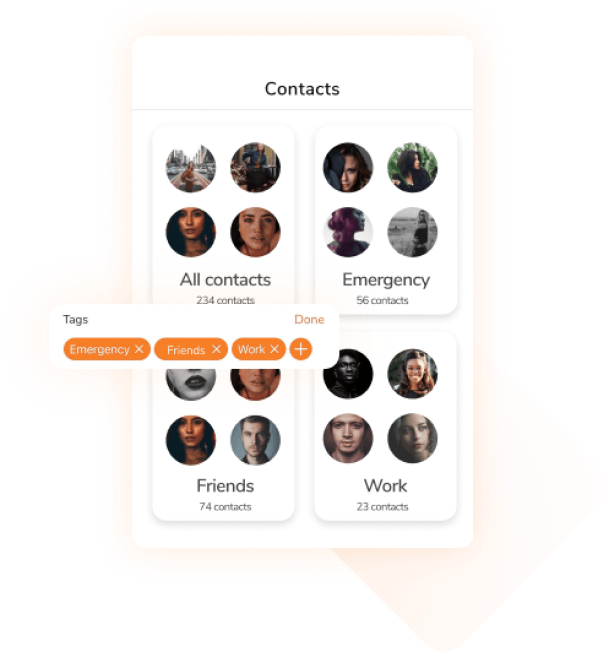 Contacts
All contacts
234 contacts
Emergency
56 contacts
Tags
Done
Emergency ×
Friends ×
Work ×
+
Friends
74 contacts
Work
23 contacts